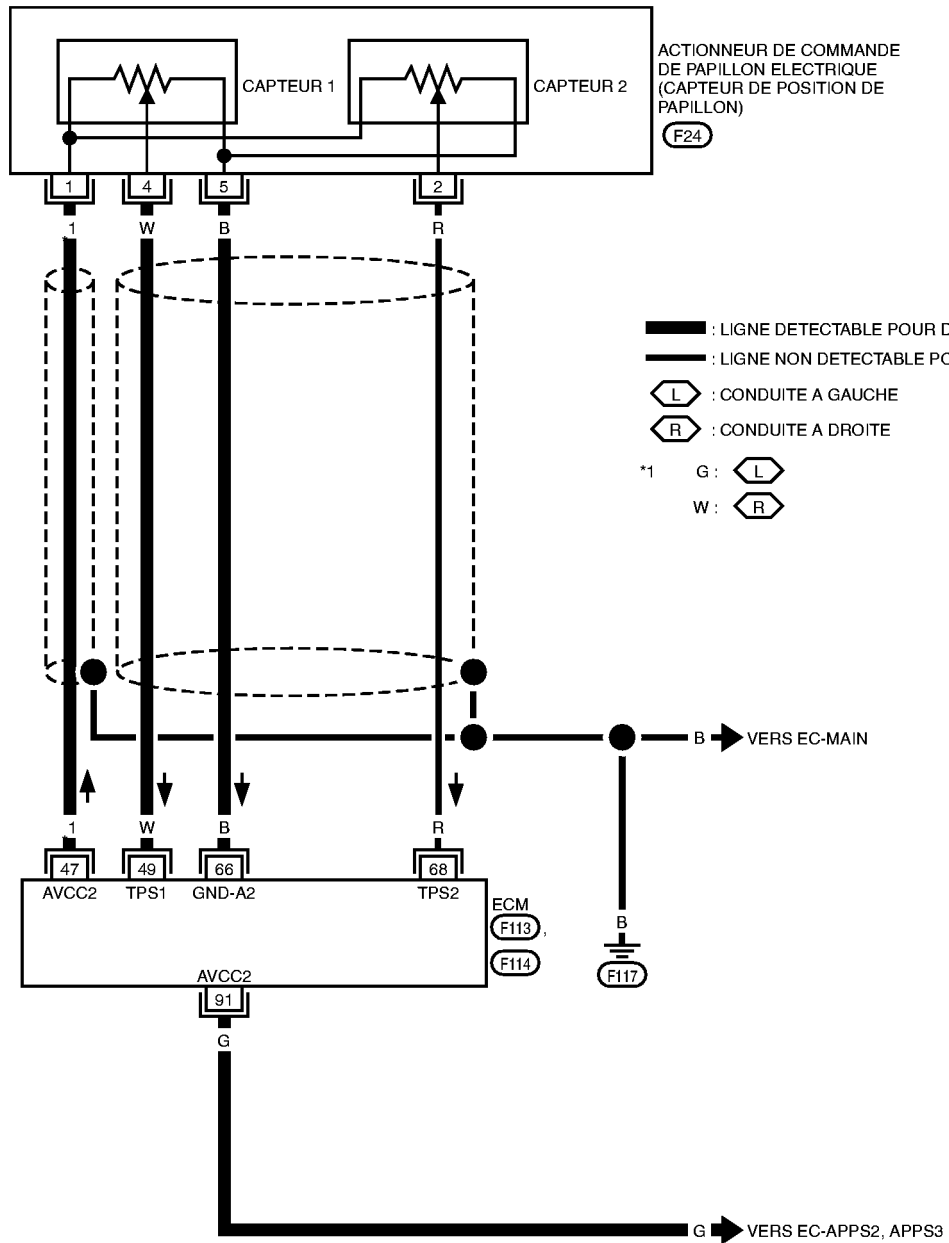 CAPTEUR 1
CAPTEUR 2
ACTIONNEUR DE COMMANDE
DE PAPILLON ELECTRIQUE
(CAPTEUR DE POSITION DE
PAPILLON)
F24
1 4 5 2
*1 W B R
: LIGNE DETECTABLE POUR D
: LIGNE NON DETECTABLE PO
L : CONDUITE A GAUCHE
R : CONDUITE A DROITE
*1 G : L
W : R
B VERS EC-MAIN
*1 W B R
47 49 66 68
AVCC2 TPS1 GND-A2 TPS2
ECM
F113 ,
F114
B
F117
AVCC2
91
G
G VERS EC-APPS2, APPS3